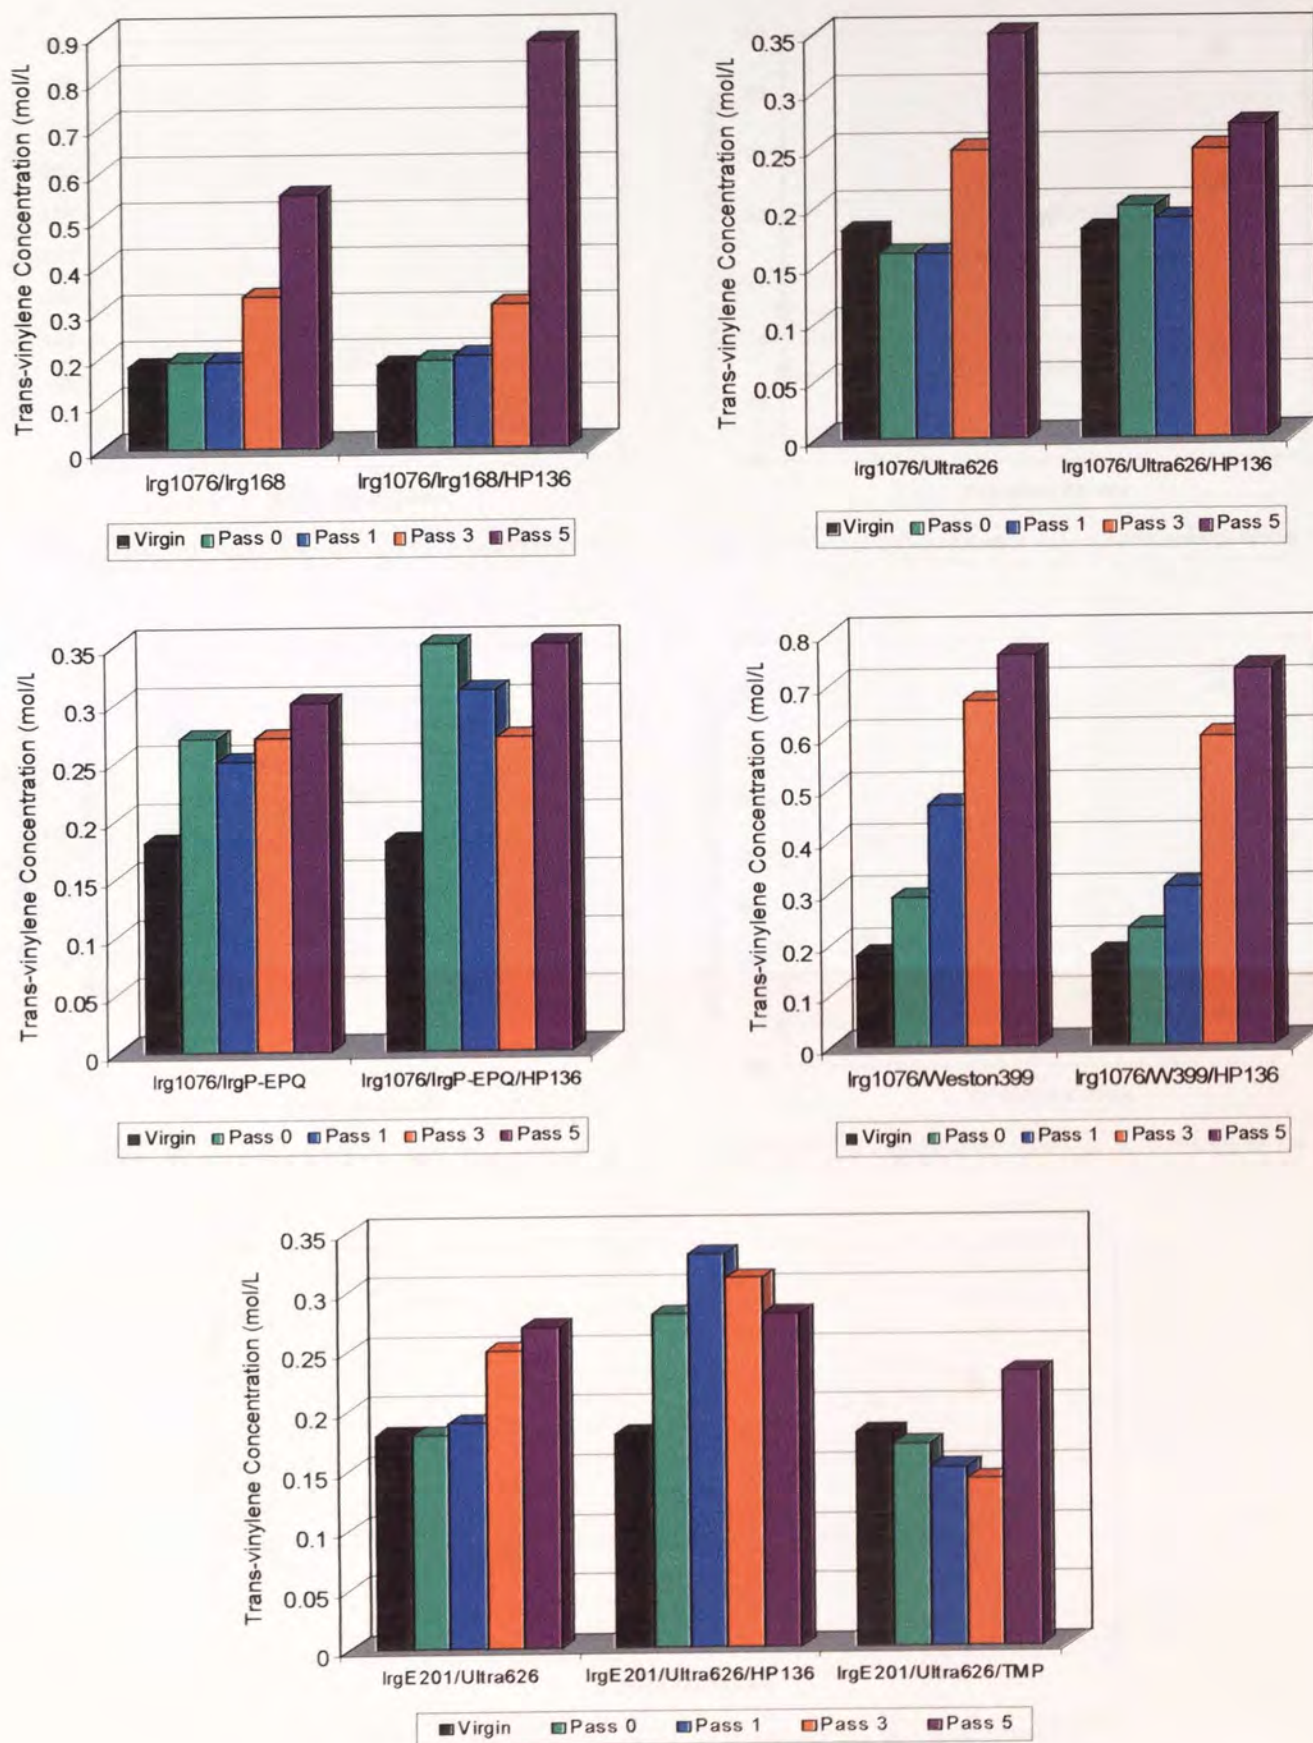 Trans-vinylene Concentration (mol/L)
0.9
0.8
0.7
0.6
0.5
0.4
0.3
0.2
0.1
0
Irg1076/Irg168 Irg1076/Irg168/HP136
Virgin Pass 0 Pass 1 Pass 3 Pass 5
Trans-vinylene Concentration (mol/L)
0.35
0.3
0.25
0.2
0.15
0.1
0.05
0
Irg1076/Ultra626 Irg1076/Ultra626/HP136
Virgin Pass 0 Pass 1 Pass 3 Pass 5
Trans-vinylene Concentration (mol/L)
0.35
0.3
0.25
0.2
0.15
0.1
0.05
0
Irg1076/IrgP-EPQ Irg1076/IrgP-EPQ/HP136
Virgin Pass 0 Pass 1 Pass 3 Pass 5
Trans-vinylene Concentration (mol/L)
0.8
0.7
0.6
0.5
0.4
0.3
0.2
0.1
0
Irg1076/Weston399 Irg1076/W399/HP136
Virgin Pass 0 Pass 1 Pass 3 Pass 5
Trans-vinylene Concentration (mol/L)
0.35
0.3
0.25
0.2
0.15
0.1
0.05
0
IrgE201/Ultra626 IrgE201/Ultra626/HP136 IrgE201/Ultra626/TMP
Virgin Pass 0 Pass 1 Pass 3 Pass 5